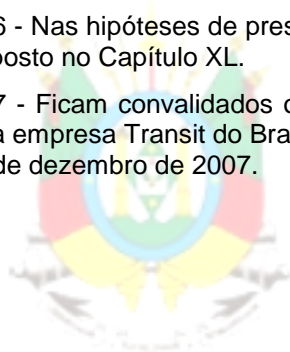 6 - Nas hipóteses de pres
posto no Capítulo XL.
7 - Ficam convalidados o
a empresa Transit do Bra
de dezembro de 2007.